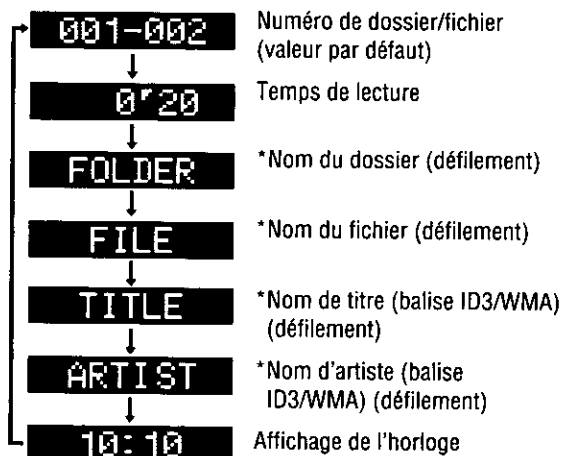 001-002
Numéro de dossier/fichier
(valeur par défaut)
0'20
Temps de lecture
FOLDER
*Nom du dossier (défilement)
FILE
*Nom du fichier (défilement)
TITLE
*Nom de titre (balise ID3/WMA)
(défilement)
ARTIST
*Nom d'artiste (balise
ID3/WMA) (défilement)
10:10
Affichage de l'horloge